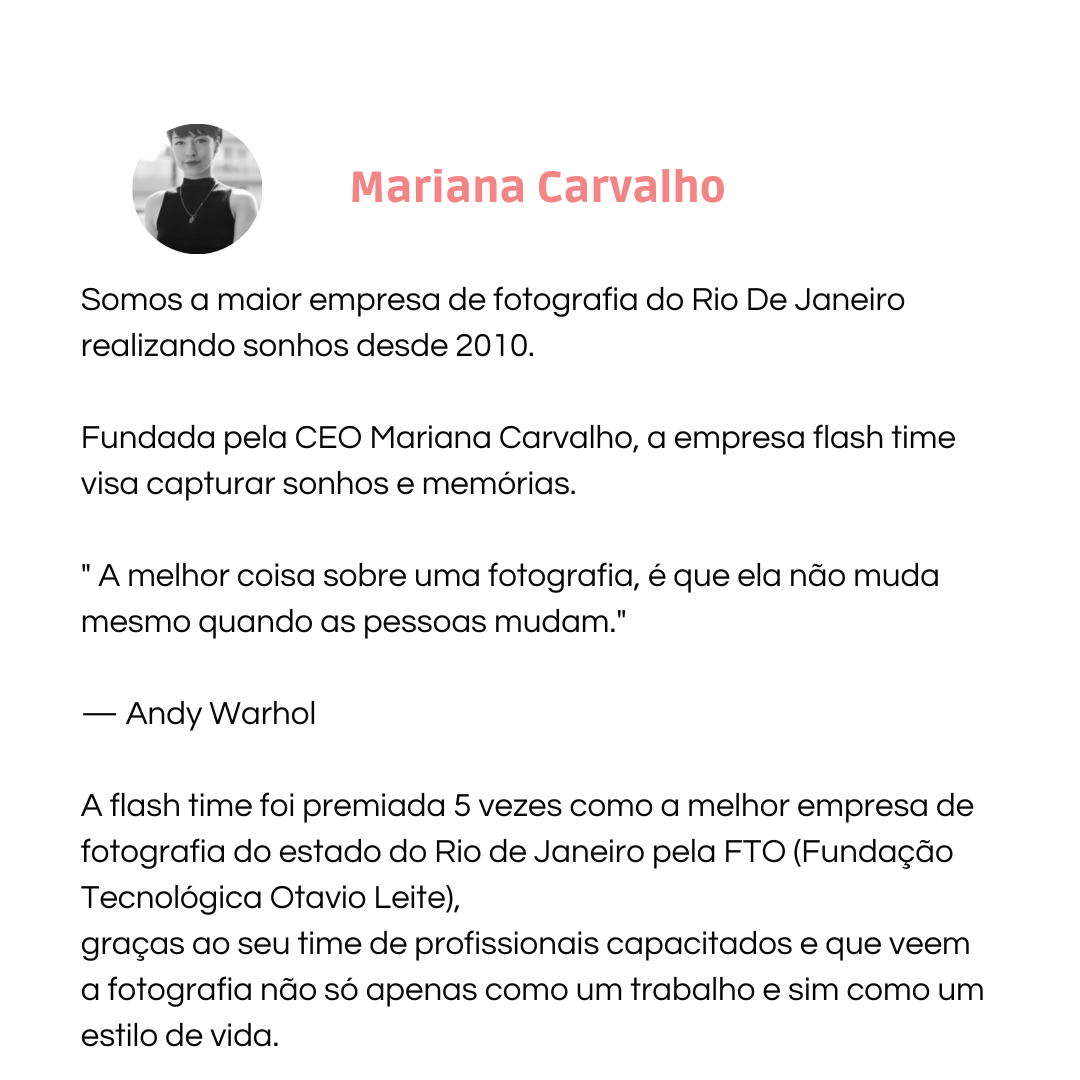 Mariana Carvalho
Somos a maior empresa de fotografia do Rio De Janeiro
realizando sonhos desde 2010.
Fundada pela CEO Mariana Carvalho, a empresa flash time
visa capturar sonhos e memórias.
" A melhor coisa sobre uma fotografia, é que ela não muda
mesmo quando as pessoas mudam."
— Andy Warhol
A flash time foi premiada 5 vezes como a melhor empresa de
fotografia do estado do Rio de Janeiro pela FTO (Fundação
Tecnológica Otavio Leite),
graças ao seu time de profissionais capacitados e que veem
a fotografia não só apenas como um trabalho e sim como um
estilo de vida.